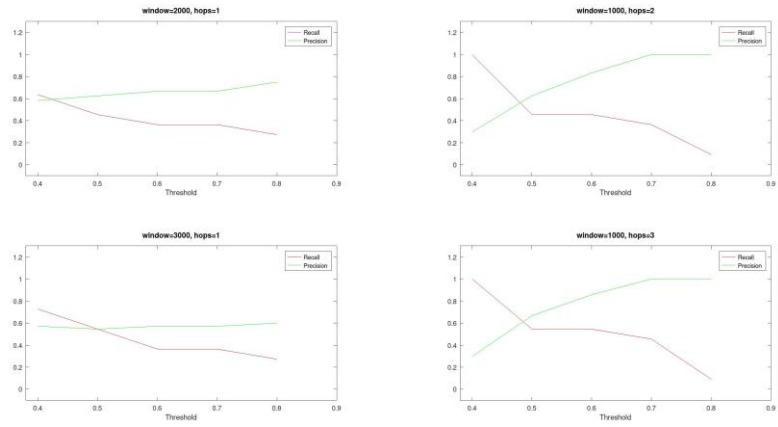 window=2000, hops=1
1.2
1
0.8
0.6
0.4
0.2
0
Recall
Precision
0.4 0.5 0.6 0.7 0.8 0.9
Threshold
window=1000, hops=2
1.2
1
0.8
0.6
0.4
0.2
0
Recall
Precision
0.4 0.5 0.6 0.7 0.8 0.9
Threshold
window=3000, hops=1
1.2
1
0.8
0.6
0.4
0.2
0
Recall
Precision
0.4 0.5 0.6 0.7 0.8 0.9
Threshold
window=1000, hops=3
1.2
1
0.8
0.6
0.4
0.2
0
Recall
Precision
0.4 0.5 0.6 0.7 0.8 0.9
Threshold